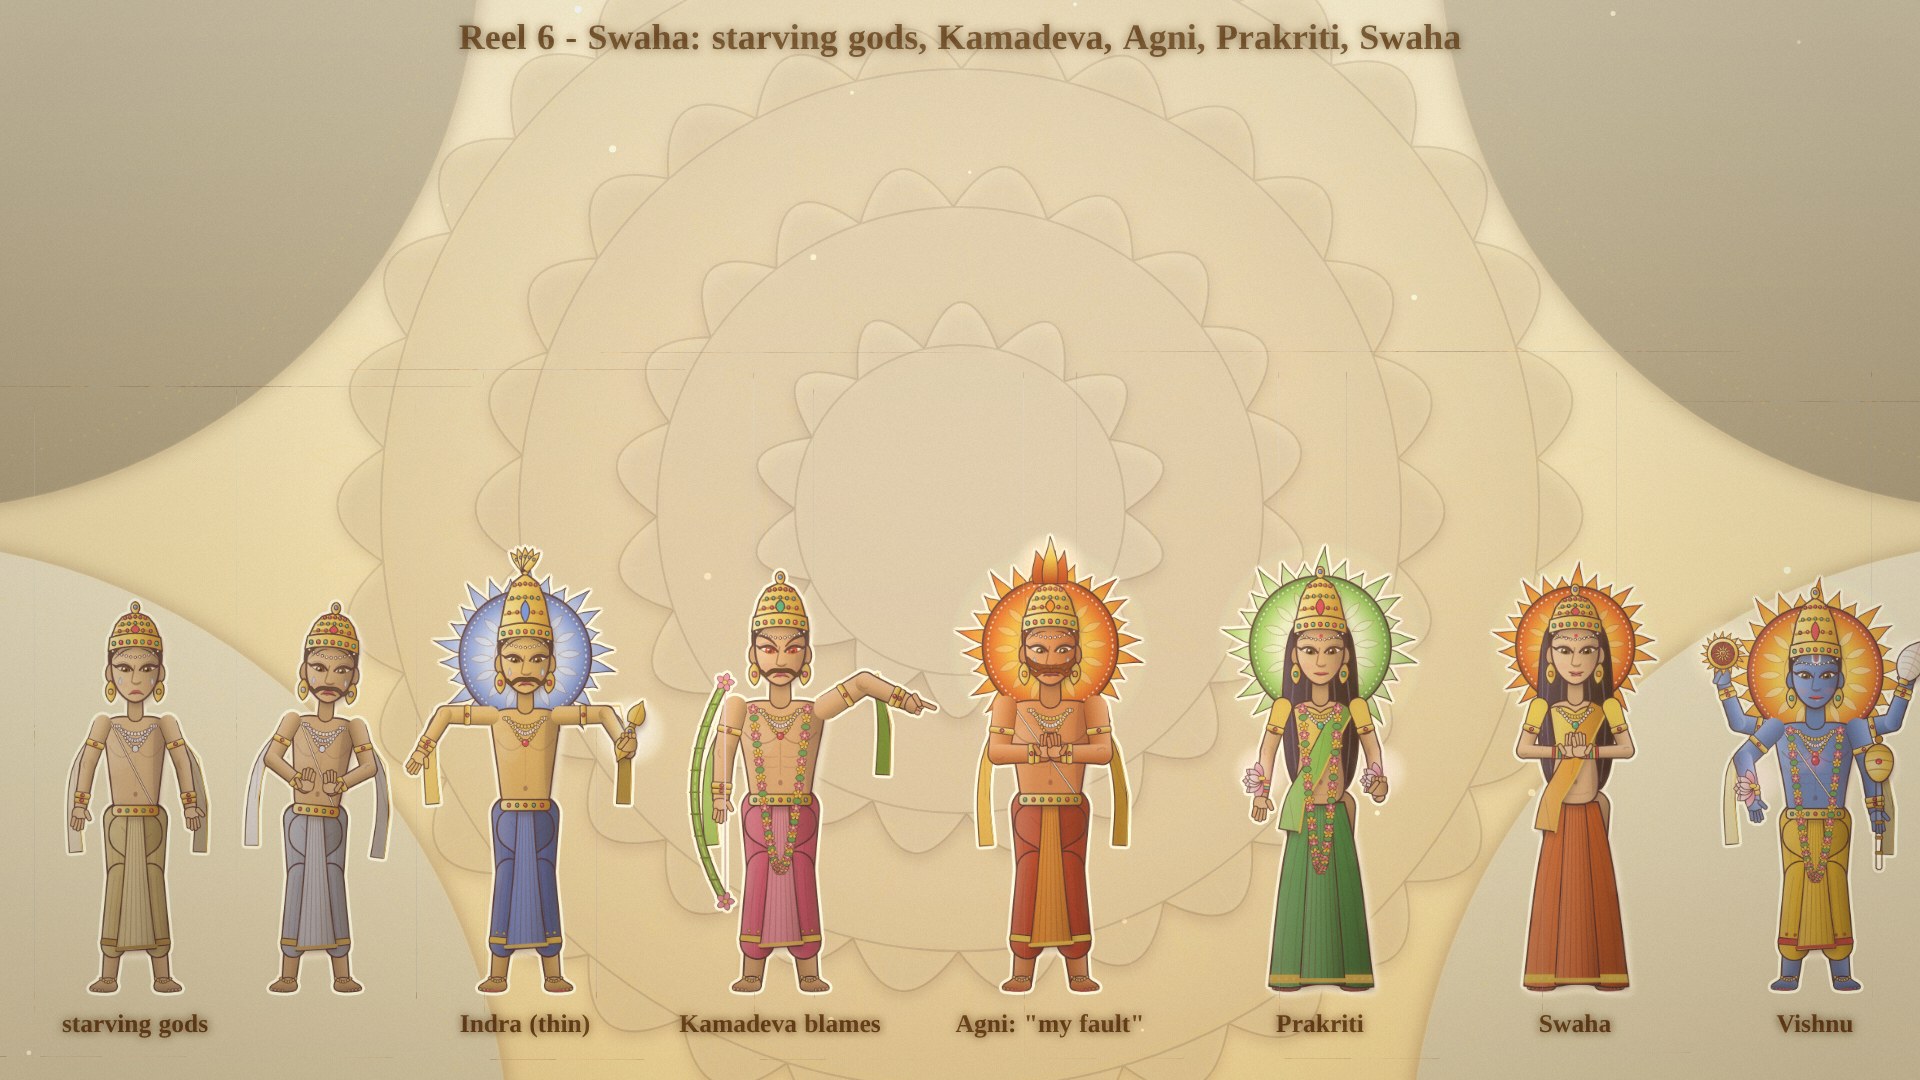 Reel 6 - Swaha: starving gods, Kamadeva, Agni, Prakriti, Swaha
starving gods
Indra (thin)
Kamadeva blames
Agni: "my fault"
Prakriti
Swaha
Vishnu